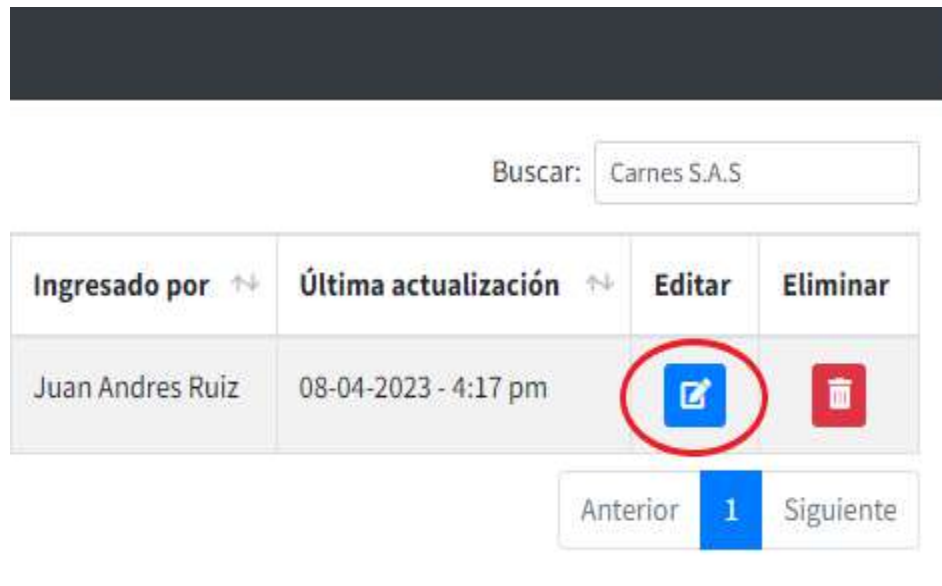 Buscar: Carnes S.A.S
Ingresado por Última actualización Editar Eliminar
Juan Andres Ruiz 08-04-2023 - 4:17 pm
Anterior 1 Siguiente